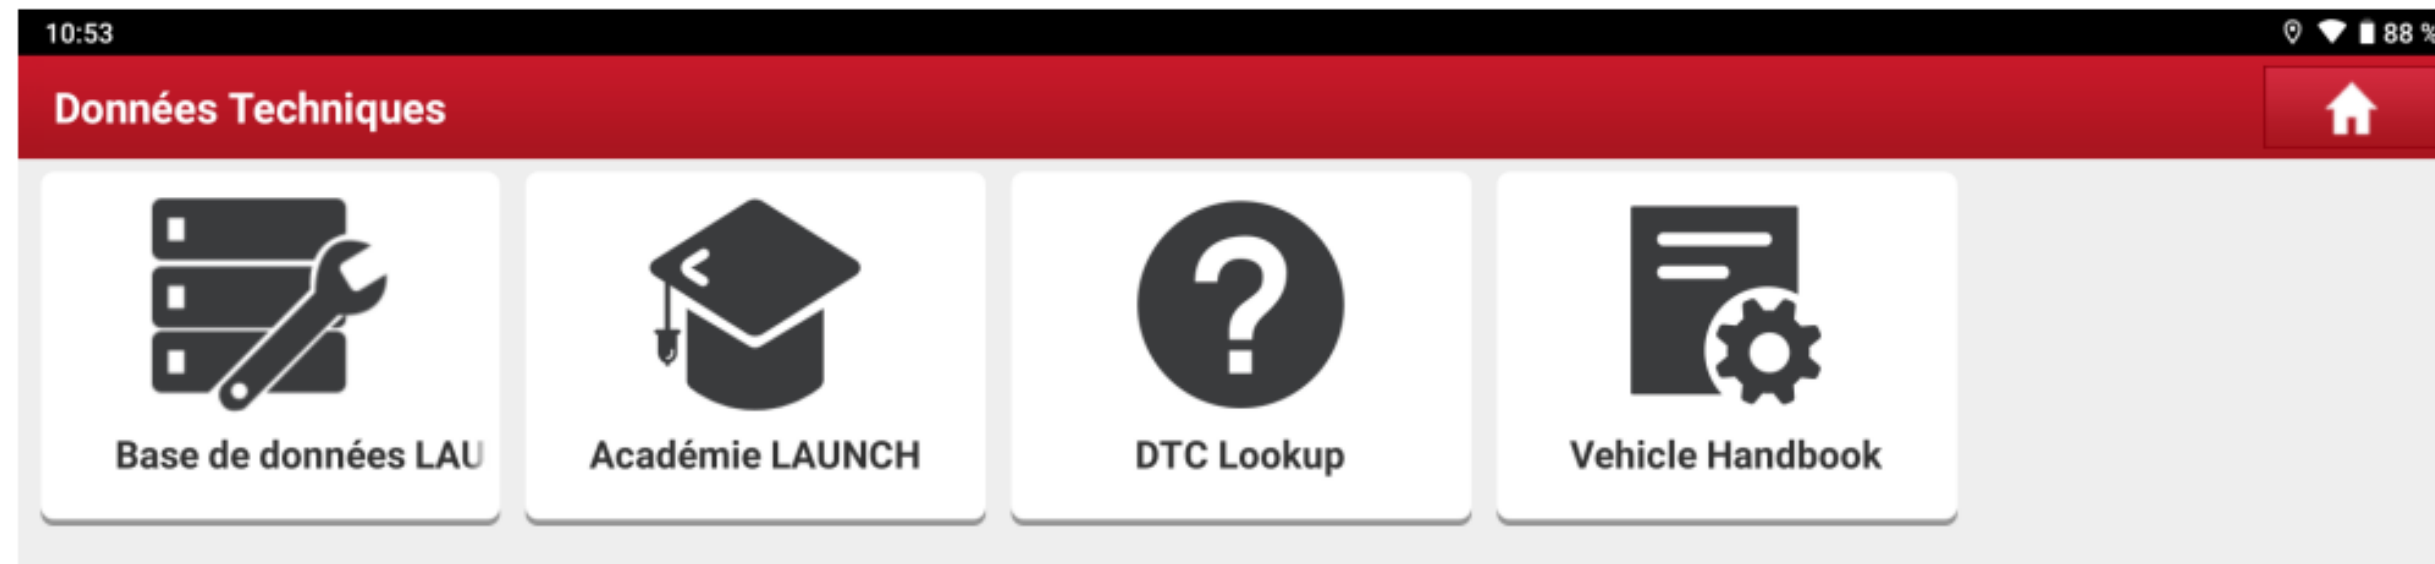 10:53
88 %
Données Techniques
Base de données LAU
Académie LAUNCH
DTC Lookup
Vehicle Handbook